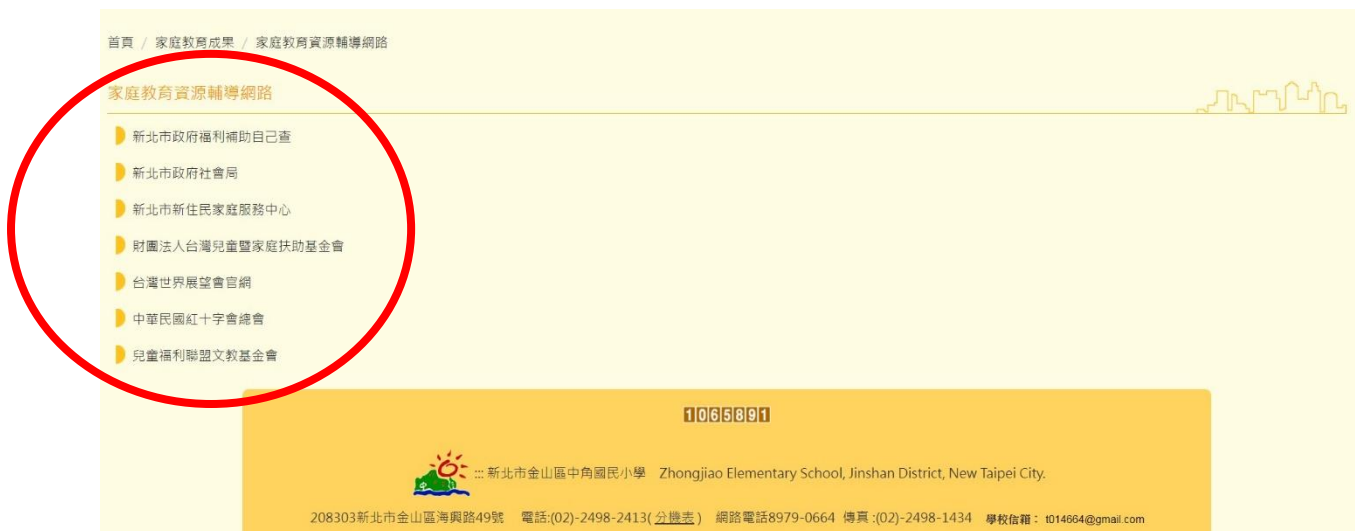 首頁 / 家庭教育成果 / 家庭教育資源輔導網路
家庭教育資源輔導網路
新北市政府福利補助自己查
新北市政府社會局
新北市新住民家庭服務中心
財團法人台灣兒童暨家庭扶助基金會
台灣世界展望會官網
中華民國紅十字會總會
兒童福利聯盟文教基金會
1065891
::: 新北市金山區中角國民小學 Zhongjiao Elementary School, Jinshan District, New Taipei City.
208303新北市金山區海興路49號 電話:(02)-2498-2413( 分機表 ) 網路電話8979-0664 傳真 :(02)-2498-1434 學校信箱： t014664@gmail.com